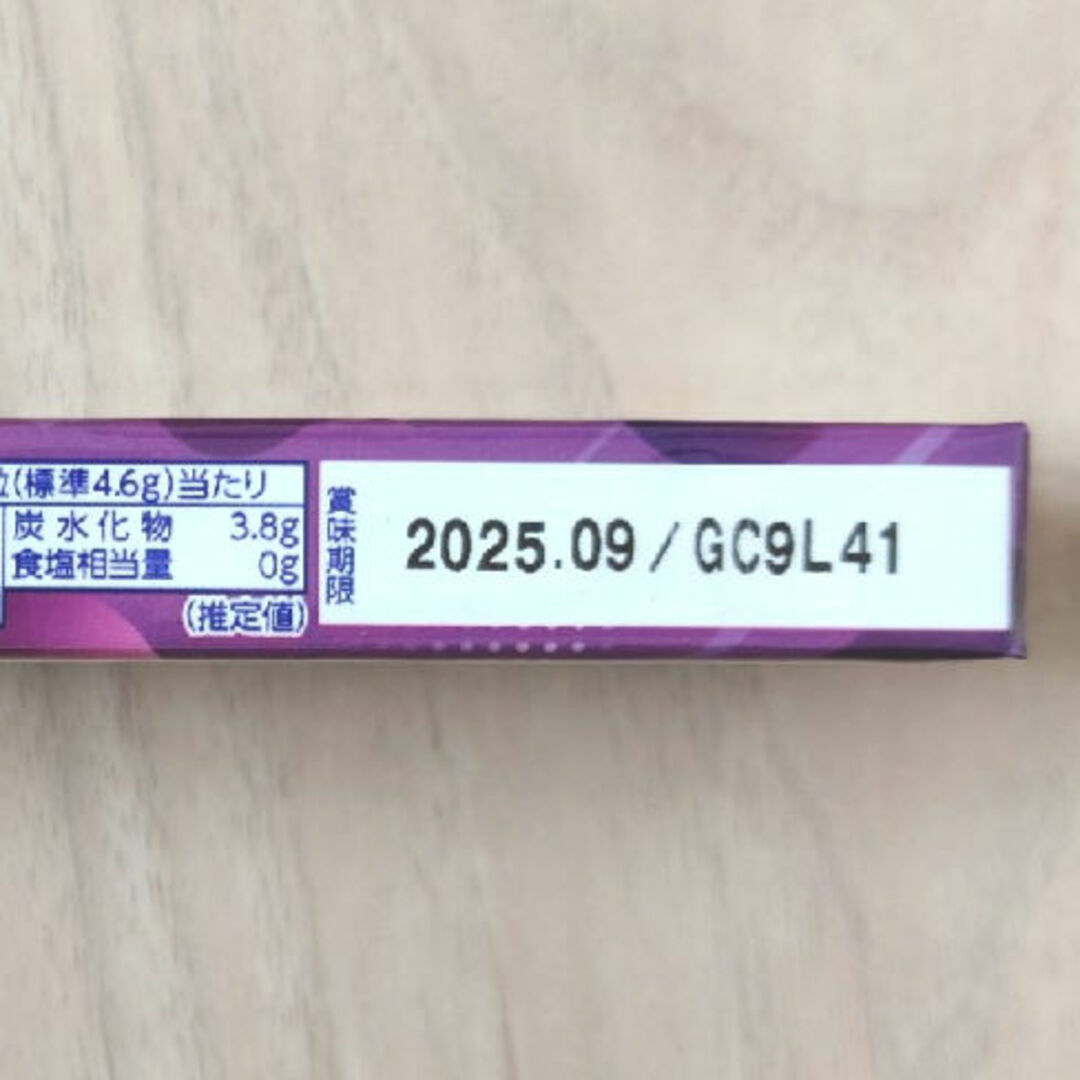 (標準4.6g)当たり
炭水化物 3.8g
食塩相当量 0g
(推定値)
賞味期限
2025.09/GC9L41